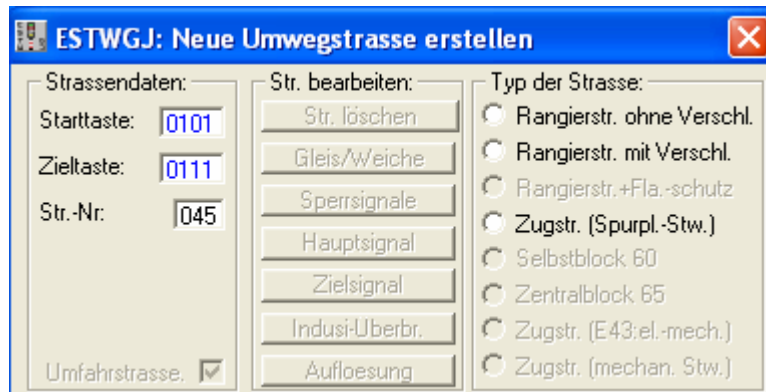 ESTWGJ: Neue Umwegstrasse erstellen
Strassendaten:
Starttaste: 0101
Zieltaste: 0111
Str.-Nr: 045
Umfahrstrasse.
Str. bearbeiten:
Str. löschen
Gleis/Weiche
Sperrsignale
Hauptsignal
Zielsignal
Indusi-Uberbr.
Aufloesung
Typ der Strasse:
Rangierstr. ohne Verschl.
Rangierstr. mit Verschl.
Rangierstr.+Fla.-schutz
Zugstr. (Spurpl.-Stw.)
Selbstblock 60
Zentralblock 65
Zugstr. (E43:el.-mech.)
Zugstr. (mechan. Stw.)